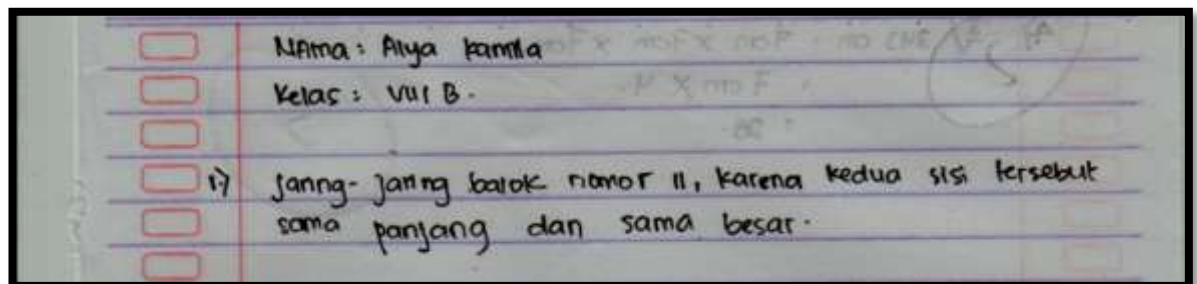 NAma : Alya kamila
Kelas : VIII B.
1.) Jaring-Jaring balok nomor II, karena kedua sisi tersebut
sama panjang dan sama besar.